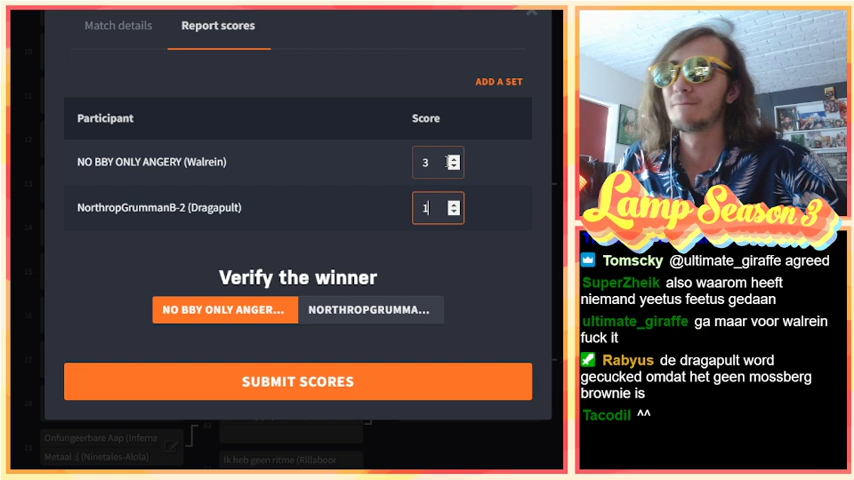 Match details
Report scores
ADD A SET
Participant
Score
NO BBY ONLY ANGERY (Walrein)
3
NorthropGrummanB-2 (Dragapult)
1
Verify the winner
NO BBY ONLY ANGER...
NORTHROPGRUMMA...
SUBMIT SCORES
Onfungeerbare Aap (Inferna
Metaal :( (Ninetales-Alola)
Ik heb geen ritme (Rillaboom
Lamp Season 3
Tomscky @ultimate_giraffe agreed
SuperZheik also waarom heeft
niemand yeetus feetus gedaan
ultimate_giraffe ga maar voor walrein
fuck it
Rabyus de dragapult word
gecucked omdat het geen mossberg
brownie is
Tacodil ^^